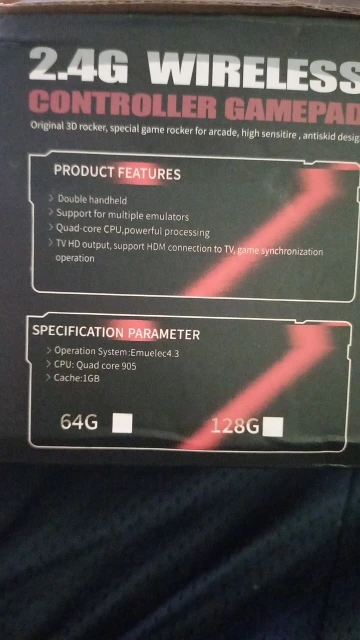 2.4G WIRELESS
CONTROLLER GAMEPAD
Original 3D rocker, special game rocker for arcade, high sensitire , antiskid desig
PRODUCT FEATURES
> Double handheld
> Support for multiple emulators
> Quad-core CPU,powerful processing
> TV HD output, support HDM connection to TV, game synchronization
operation
SPECIFICATION PARAMETER
> Operation System:Emuelec4.3
> CPU: Quad core 905
> Cache:1GB
64G 128G